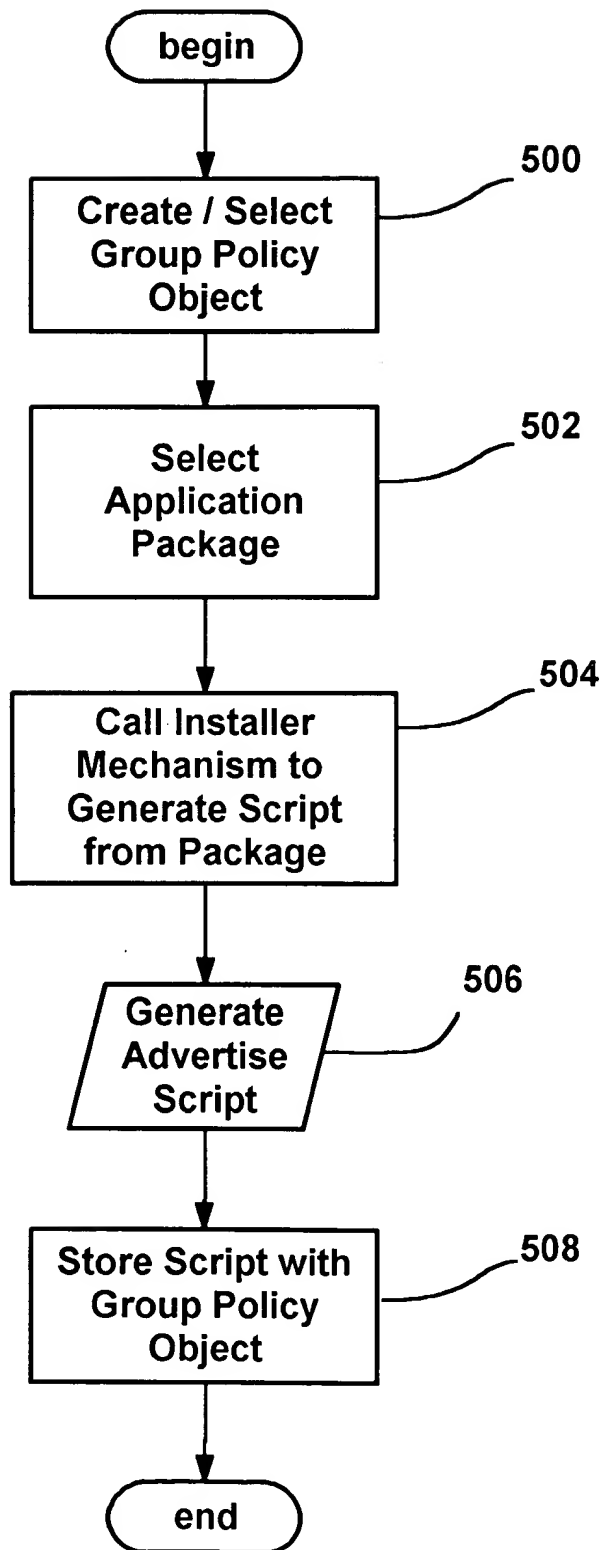 begin
500
Create / Select
Group Policy
Object
502
Select
Application
Package
504
Call Installer
Mechanism to
Generate Script
from Package
506
Generate
Advertise
Script
508
Store Script with
Group Policy
Object
end